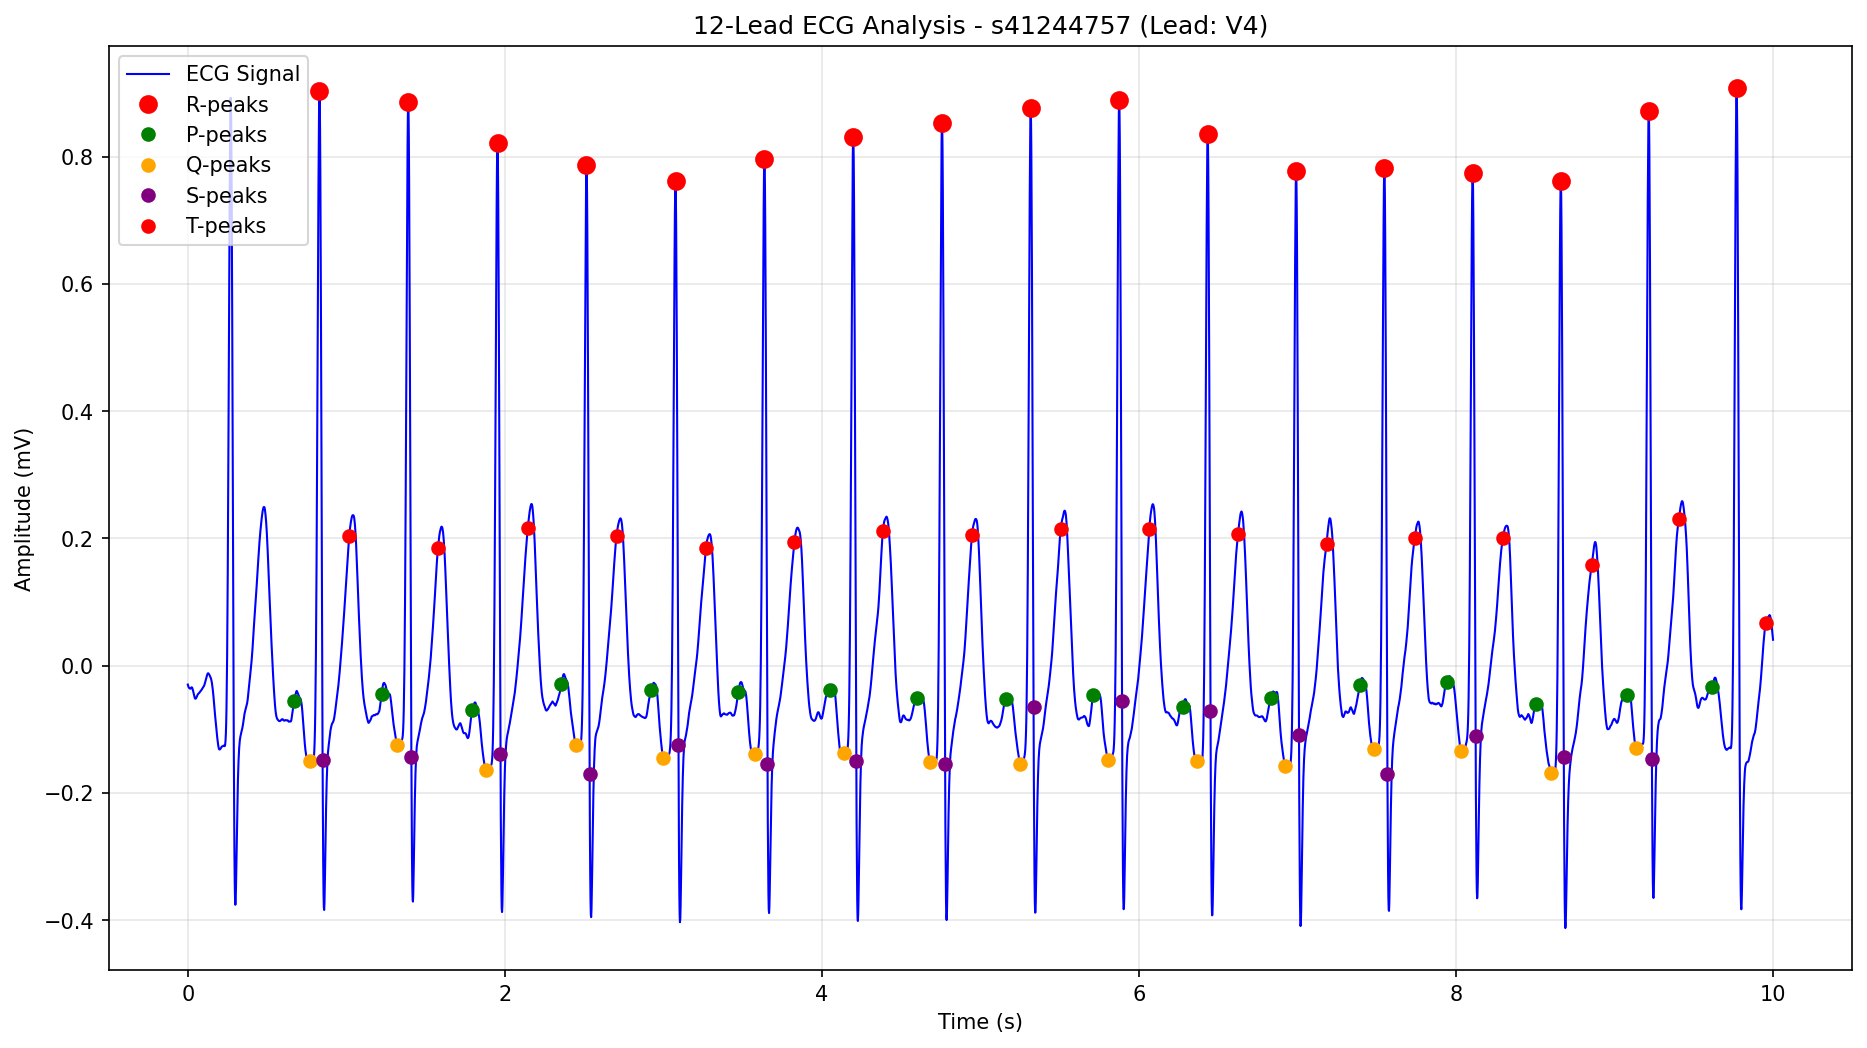 12-Lead ECG Analysis - s41244757 (Lead: V4)
ECG Signal
R-peaks
P-peaks
Q-peaks
S-peaks
T-peaks
Amplitude (mV)
0.8
0.6
0.4
0.2
0.0
−0.2
−0.4
0 2 4 6 8 10
Time (s)